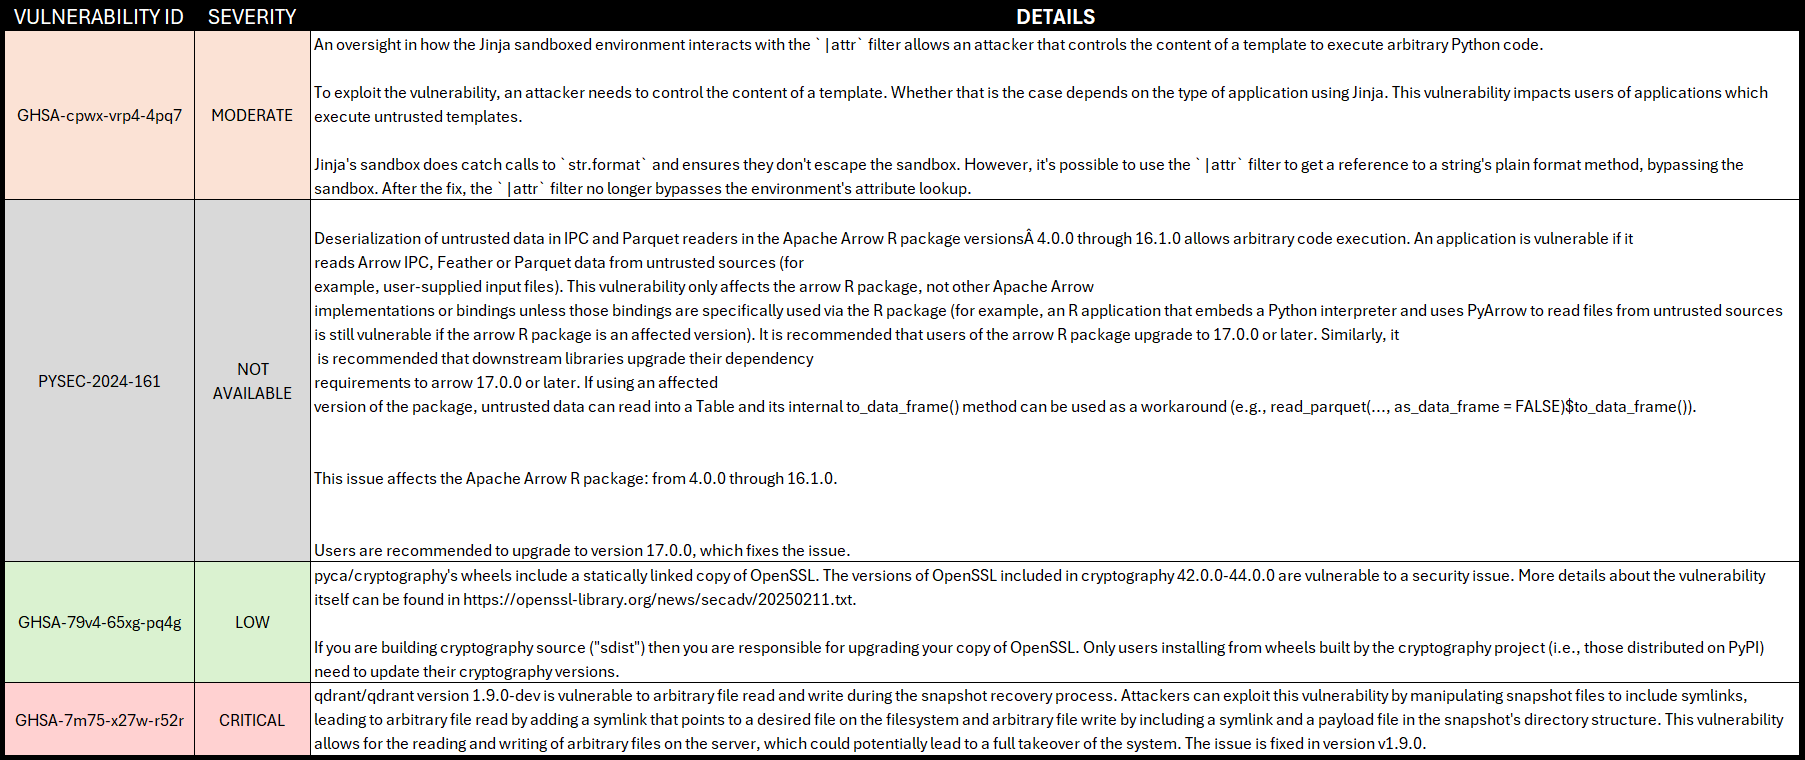 VULNERABILITY ID SEVERITY DETAILS
An oversight in how the Jinja sandboxed environment interacts with the `|attr` filter allows an attacker that controls the content of a template to execute arbitrary Python code.
To exploit the vulnerability, an attacker needs to control the content of a template. Whether that is the case depends on the type of application using Jinja. This vulnerability impacts users of applications which
GHSA-cpwx-vrp4-4pq7 MODERATE
execute untrusted templates.
Jinja's sandbox does catch calls to `str.format` and ensures they don't escape the sandbox. However, it's possible to use the `|attr` filter to get a reference to a string's plain format method, bypassing the
sandbox. After the fix, the `|attr` filter no longer bypasses the environment's attribute lookup.
Deserialization of untrusted data in IPC and Parquet readers in the Apache Arrow R package versionsÂ 4.0.0 through 16.1.0 allows arbitrary code execution. An application is vulnerable if it
reads Arrow IPC, Feather or Parquet data from untrusted sources (for
example, user-supplied input files). This vulnerability only affects the arrow R package, not other Apache Arrow
implementations or bindings unless those bindings are specifically used via the R package (for example, an R application that embeds a Python interpreter and uses PyArrow to read files from untrusted sources
is still vulnerable if the arrow R package is an affected version). It is recommended that users of the arrow R package upgrade to 17.0.0 or later. Similarly, it
is recommended that downstream libraries upgrade their dependency
PYSEC-2024-161
NOT
AVAILABLE
requirements to arrow 17.0.0 or later. If using an affected
version of the package, untrusted data can read into a Table and its internal to_data_frame() method can be used as a workaround (e.g., read_parquet(..., as_data_frame = FALSE)$to_data_frame()).
This issue affects the Apache Arrow R package: from 4.0.0 through 16.1.0.
Users are recommended to upgrade to version 17.0.0, which fixes the issue.
pyca/cryptography's wheels include a statically linked copy of OpenSSL. The versions of OpenSSL included in cryptography 42.0.0-44.0.0 are vulnerable to a security issue. More details about the vulnerability
itself can be found in https://openssl-library.org/news/secadv/20250211.txt.
GHSA-79v4-65xg-pq4g LOW
If you are building cryptography source ("sdist") then you are responsible for upgrading your copy of OpenSSL. Only users installing from wheels built by the cryptography project (i.e., those distributed on PyPI)
need to update their cryptography versions.
qdrant/qdrant version 1.9.0-dev is vulnerable to arbitrary file read and write during the snapshot recovery process. Attackers can exploit this vulnerability by manipulating snapshot files to include symlinks,
GHSA-7m75-x27w-r52r CRITICAL
leading to arbitrary file read by adding a symlink that points to a desired file on the filesystem and arbitrary file write by including a symlink and a payload file in the snapshot's directory structure. This vulnerability
allows for the reading and writing of arbitrary files on the server, which could potentially lead to a full takeover of the system. The issue is fixed in version v1.9.0.